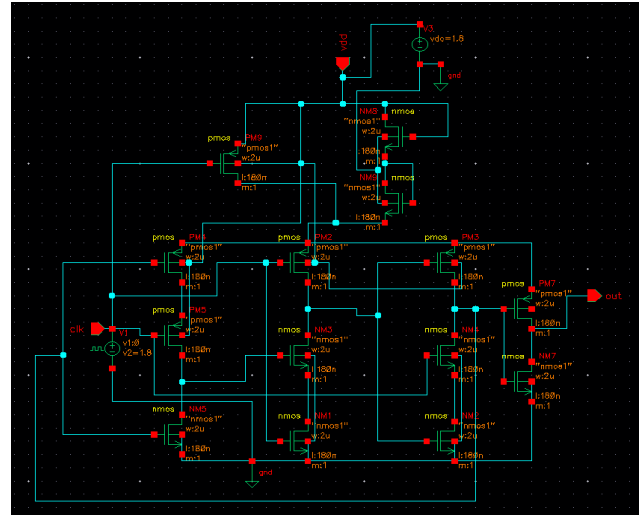 V3
vdc=1.8
vdd
gnd
NM8
nmos
"nmos1"
w:2u
l:180n
m:1
pmos
PM9
"pmos1"
w:2u
l:180n
m:1
nmos
"nmos1"
w:2u
l:180n
m:1
pmos
PM4
"pmos1"
w:2u
l:180n
m:1
pmos
PM2
"pmos1"
w:2u
l:180n
m:1
pmos
PM3
"pmos1"
w:2u
l:180n
m:1
pmos
PM7
"pmos1"
w:2u
l:180n
m:1
out
clk
V1
v1:0
v2=1.8
pmos
PM5
"pmos1"
w:2u
l:180n
m:1
nmos
NM3
"nmos1"
w:2u
l:180n
m:1
nmos
NM4
"nmos1"
w:2u
l:180n
m:1
nmos
NM7
"nmos1"
w:2u
l:180n
m:1
nmos
"nmos1"
w:2u
l:180n
m:1
nmos
NM1
"nmos1"
w:2u
l:180n
m:1
nmos
NM2
"nmos1"
w:2u
l:180n
m:1
gnd